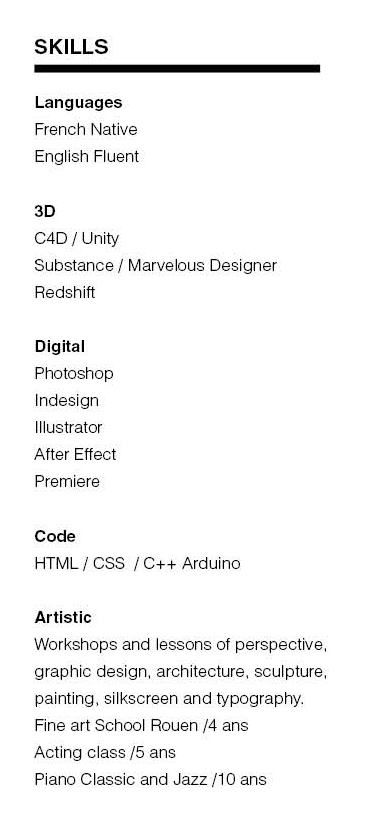 SKILLS
Languages
French Native
English Fluent
3D
C4D / Unity
Substance / Marvelous Designer
Redshift
Digital
Photoshop
Indesign
Illustrator
After Effect
Premiere
Code
HTML / CSS  / C++ Arduino
Artistic
Workshops and lessons of perspective,
graphic design, architecture, sculpture,
painting, silkscreen and typography.
Fine art School Rouen /4 ans
Acting class /5 ans
Piano Classic and Jazz /10 ans